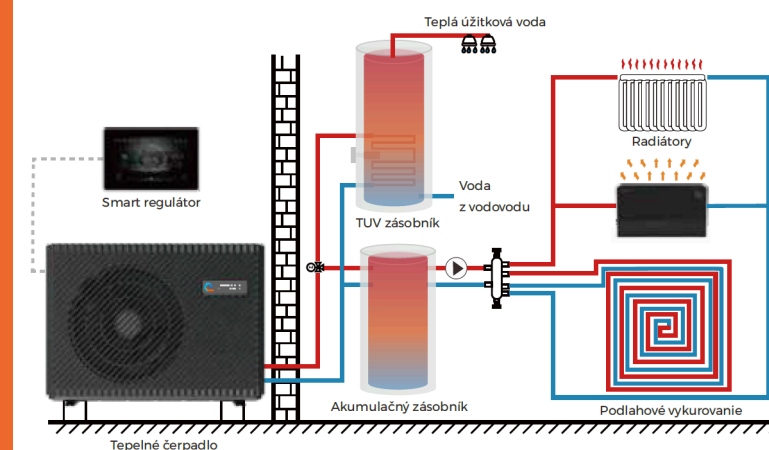 Teplá úžitková voda
Radiátory
Smart regulátor
Voda
z vodovodu
TUV zásobník
Akumulačný zásobník
Podlahové vykurovanie
Tepelné čerpadlo